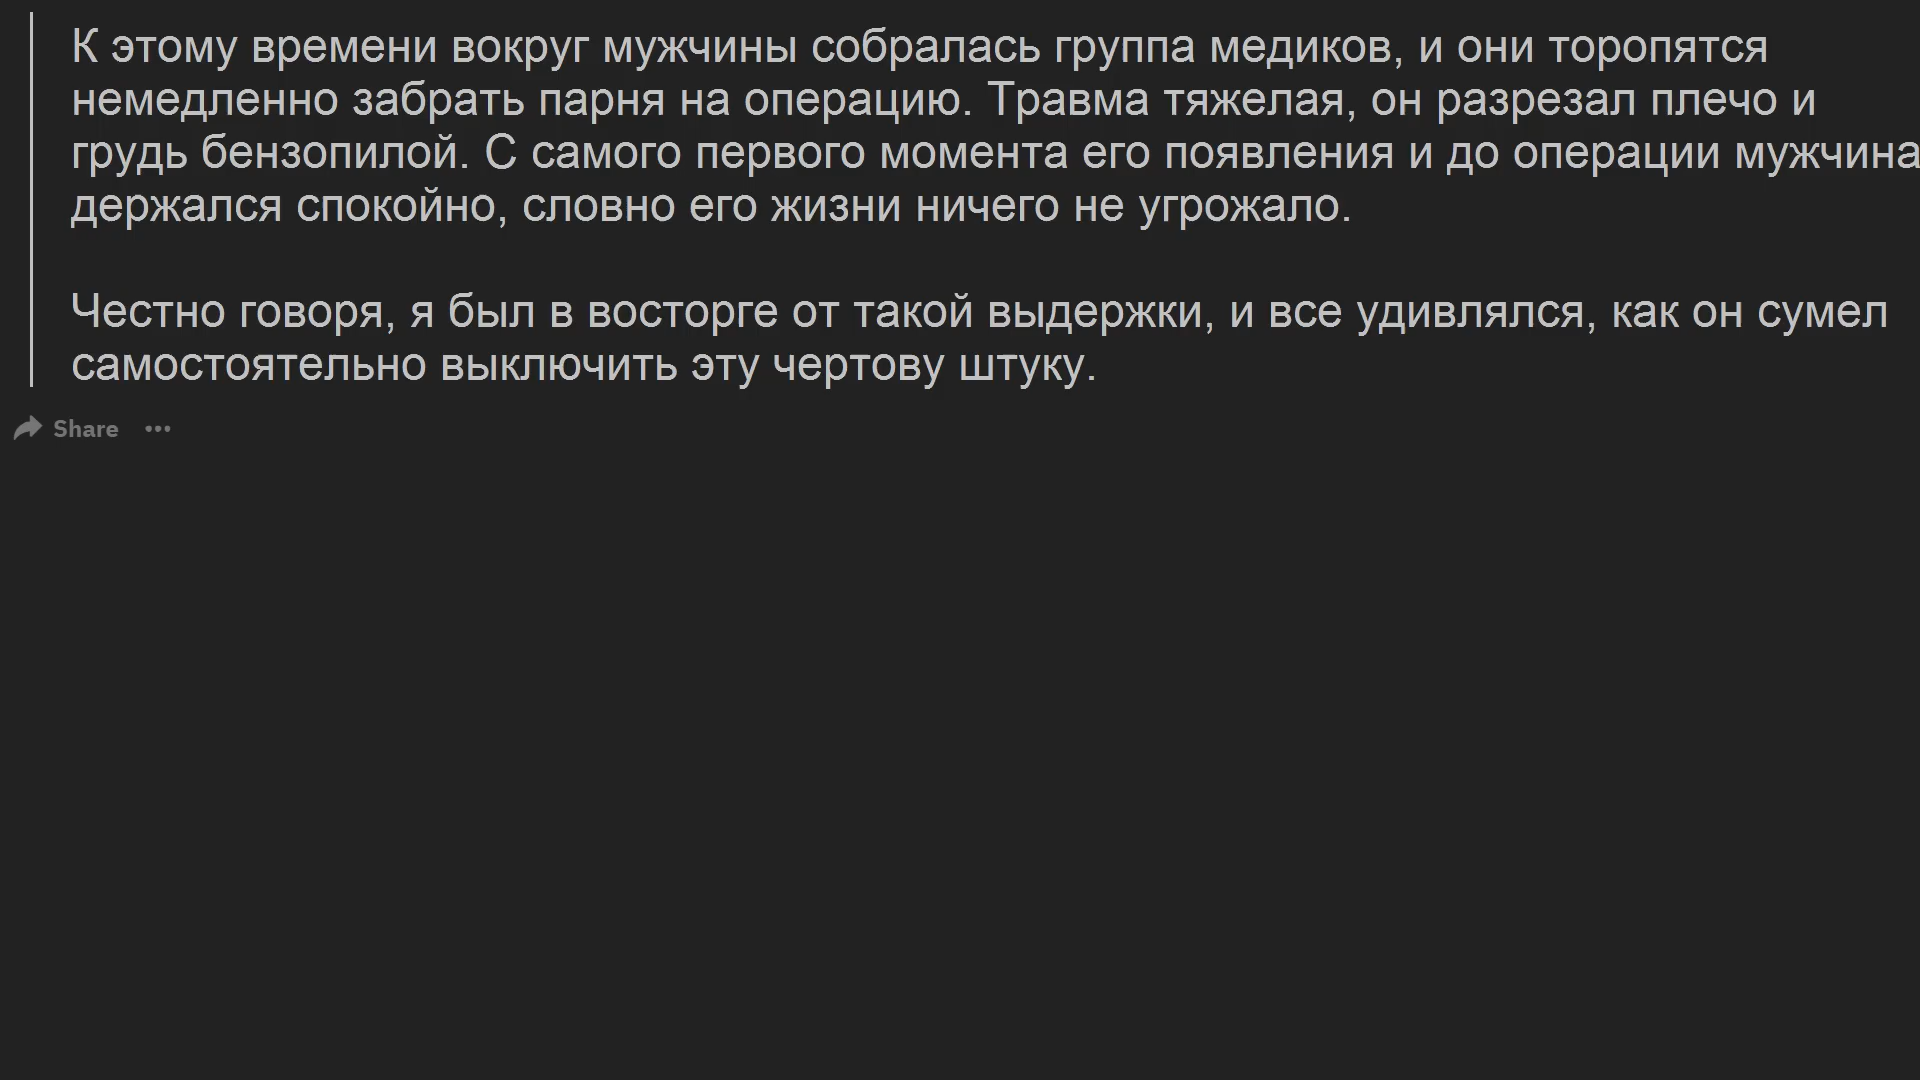 К этому времени вокруг мужчины собралась группа медиков, и они торопятся
немедленно забрать парня на операцию. Травма тяжелая, он разрезал плечо и
грудь бензопилой. С самого первого момента его появления и до операции мужчина
держался спокойно, словно его жизни ничего не угрожало.
Честно говоря, я был в восторге от такой выдержки, и все удивлялся, как он сумел
самостоятельно выключить эту чертову штуку.
Share ...